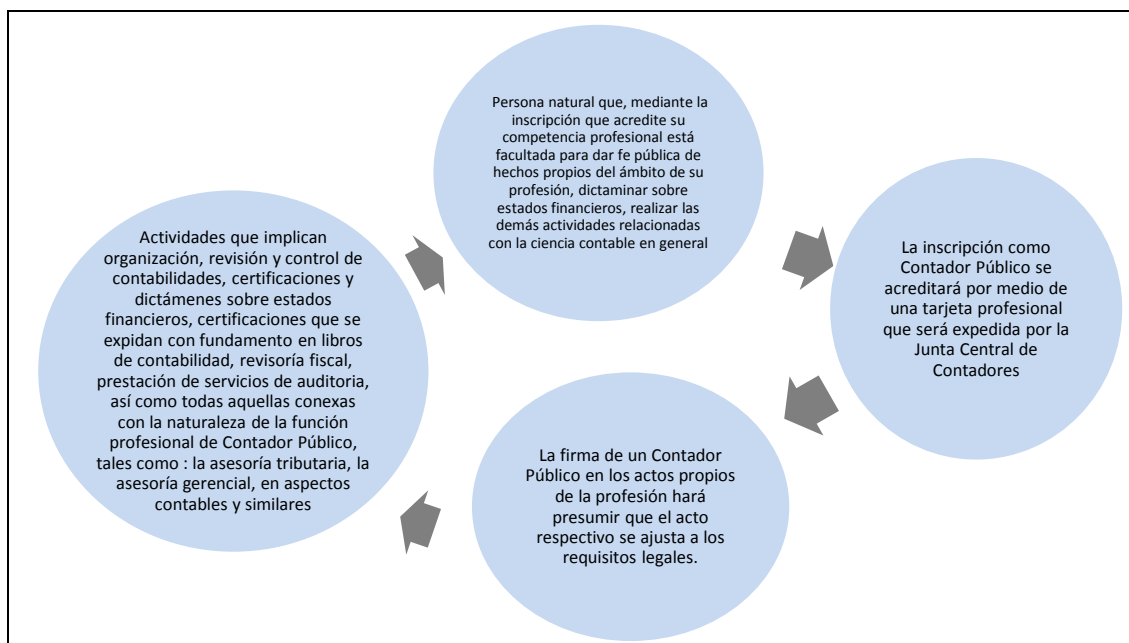 Persona natural que, mediante la
inscripción que acredite su
competencia profesional está
facultada para dar fe pública de
hechos propios del ámbito de su
profesión, dictaminar sobre
estados financieros, realizar las
demás actividades relacionadas
con la ciencia contable en general
La inscripción como
Contador Público se
acreditará por medio de
una tarjeta profesional
que será expedida por la
Junta Central de
Contadores
La firma de un Contador
Público en los actos propios
de la profesión hará
presumir que el acto
respectivo se ajusta a los
requisitos legales.
Actividades que implican
organización, revisión y control de
contabilidades, certificaciones y
dictámenes sobre estados
financieros, certificaciones que se
expidan con fundamento en libros
de contabilidad, revisoría fiscal,
prestación de servicios de auditoria,
así como todas aquellas conexas
con la naturaleza de la función
profesional de Contador Público,
tales como : la asesoría tributaria, la
asesoría gerencial, en aspectos
contables y similares